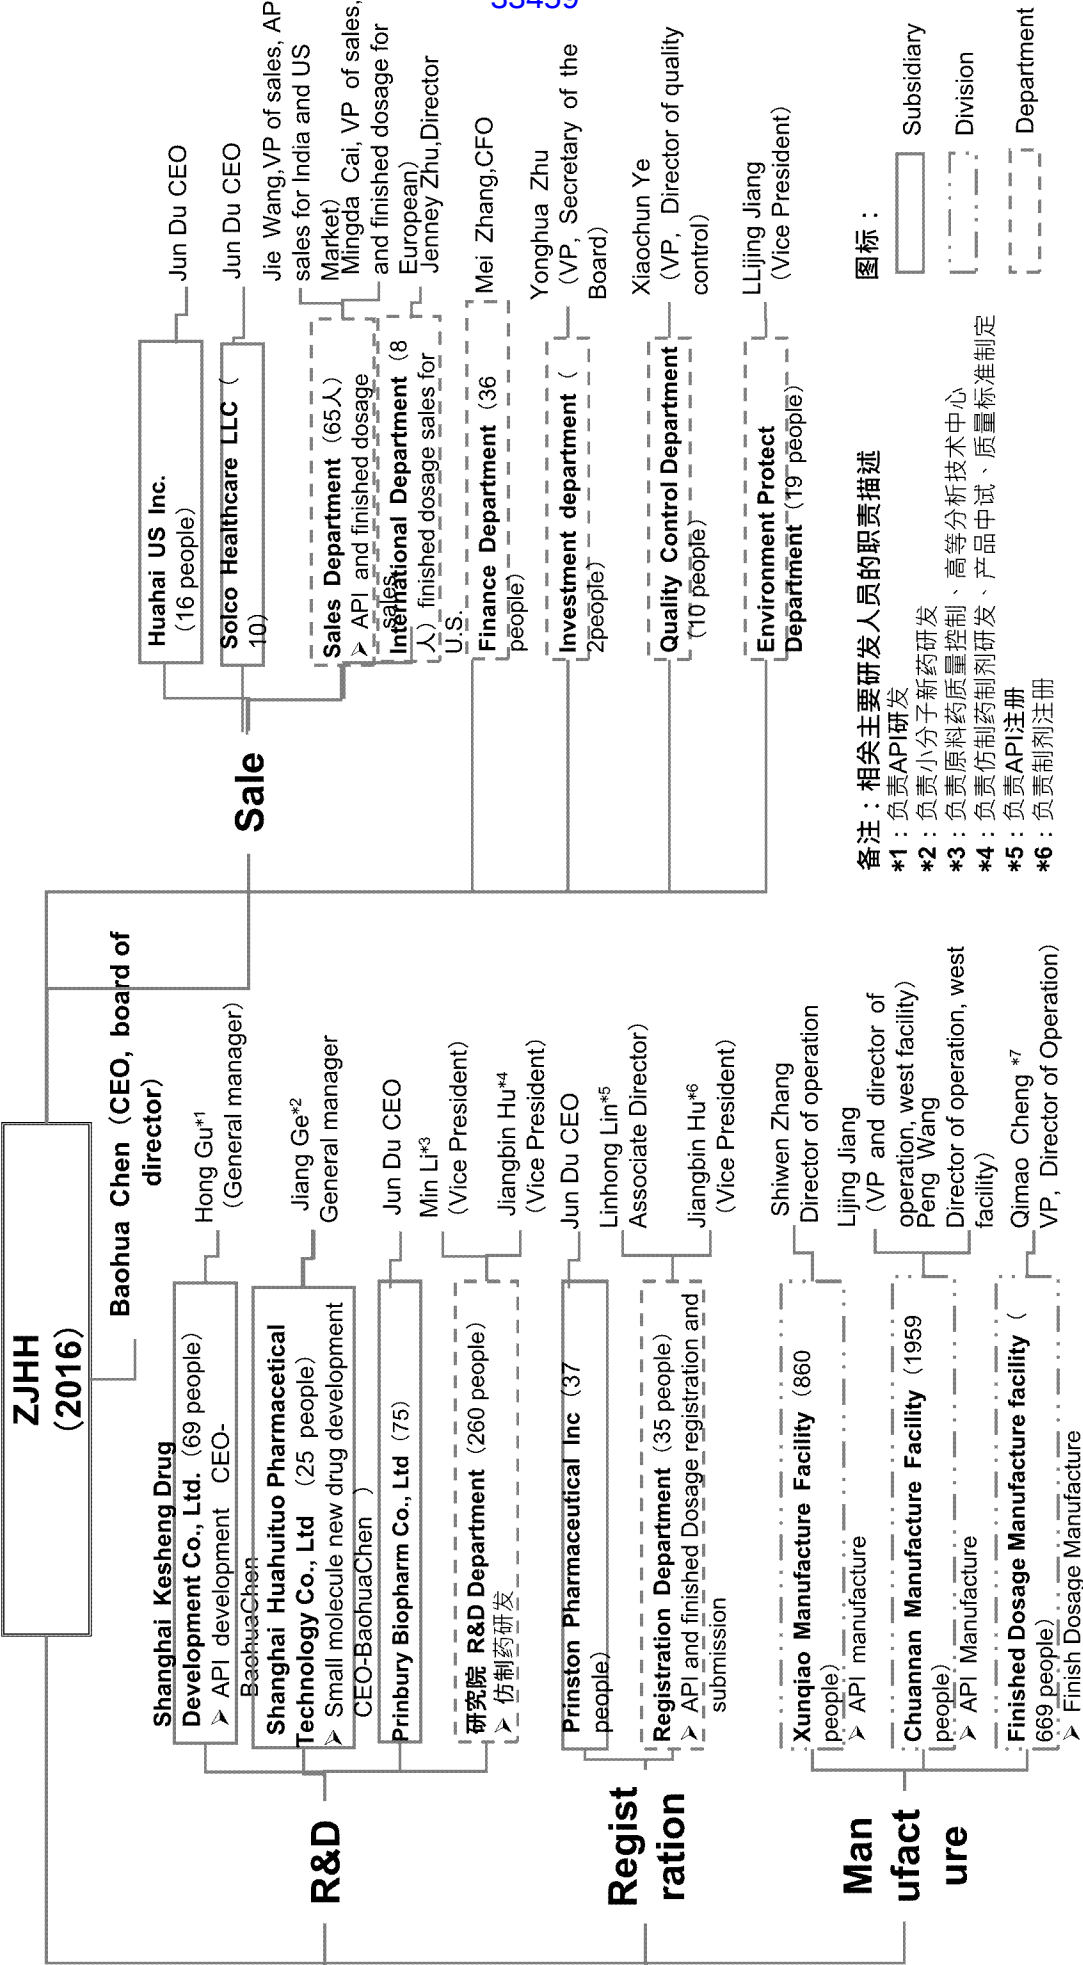 33459
ZJHH
（2016）
Baohua Chen（CEO, board of
director）
R&D
Shanghai Kesheng Drug
Development Co., Ltd.（69 people）
➢ API development CEO-
BaohuaChen
Hong Gu*1
（General manager）
Shanghai Huahuituo Pharmacetical
Technology Co., Ltd （25 people）
➢ Small molecule new drug development
CEO-BaohuaChen ）
Jiang Ge*2
General manager
Prinbury Biopharm Co., Ltd（75）
Jun Du CEO
研究院 R&D Department（260 people）
➢ 仿制药研发
Min Li*3
（Vice President）
Jiangbin Hu*4
（Vice President）
Regist
ration
Prinston Pharmaceutical Inc（37
people）
Jun Du CEO
Registration Department（35 people）
➢ API and finished Dosage registration and
submission
Linhong Lin*5
Associate Director）
Jiangbin Hu*6
（Vice President）
Man
ufact
ure
Xunqiao Manufacture Facility（860
people）
➢ API manufacture
Shiwen Zhang
Director of operation
Chuannan Manufacture Facility（1959
people）
➢ API Manufacture
Lijing Jiang
（VP and director of
operation, west facility）
Peng Wang
Director of operation, west
facility）
Finished Dosage Manufacture facility（
669 people）
➢ Finish Dosage Manufacture
Qimao Cheng *7
VP, Director of Operation）
Sale
Huahai US Inc.
（16 people）
Jun Du CEO
Solco Healthcare LLC（
10）
Jun Du CEO
Sales Department（65人）
➢ API and finished dosage
sales
Jie Wang,VP of sales, AP
sales for India and US
Market）
Mingda Cai, VP of sales,
and finished dosage for
European）
International Department（8
人）finished dosage sales for
U.S.
Jenney Zhu,Director
Finance Department（36
people）
Mei Zhang,CFO
Investment department（
2people）
Yonghua Zhu
（VP, Secretary of the
Board）
Quality Control Department
（10 people）
Xiaochun Ye
（VP, Director of quality
control）
Environment Protect
Department（19 people）
LLijing Jiang
（Vice President）
备注：相关主要研发人员的职责描述
*1：负责API研发
*2：负责小分子新药研发
*3：负责原料药质量控制、高等分析技术中心
*4：负责仿制药制剂研发、产品中试、质量标准制定
*5：负责API注册
*6：负责制剂注册
图标：
Subsidiary
Division
Department